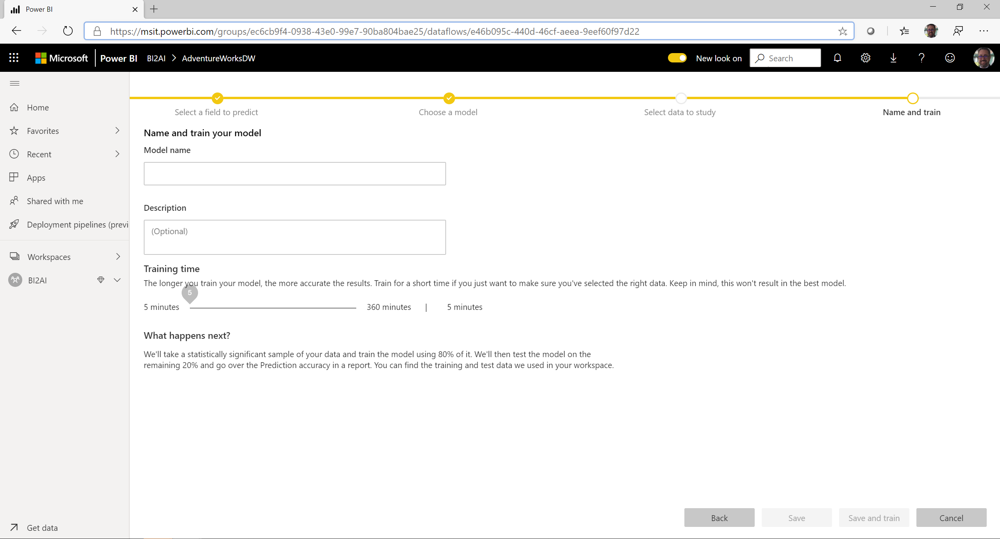 Power BI
https://msit.powerbi.com/groups/ec6cb9f4-0938-43e0-99e7-90ba804bae25/dataflows/e46b095c-440d-46cf-aeea-9eef60f97d22
Microsoft Power BI BI2AI AdventureWorksDW New look on Search
Home
Favorites
Recent
Apps
Shared with me
Deployment pipelines (previ
Workspaces
BI2AI
Get data
Select a field to predict Choose a model Select data to study Name and train
Name and train your model
Model name
Description
(Optional)
Training time
The longer you train your model, the more accurate the results. Train for a short time if you just want to make sure you've selected the right data. Keep in mind, this won't result in the best model.
5
5 minutes 360 minutes | 5 minutes
What happens next?
We'll take a statistically significant sample of your data and train the model using 80% of it. We'll then test the model on the
remaining 20% and go over the Prediction accuracy in a report. You can find the training and test data we used in your workspace.
Back Save Save and train Cancel